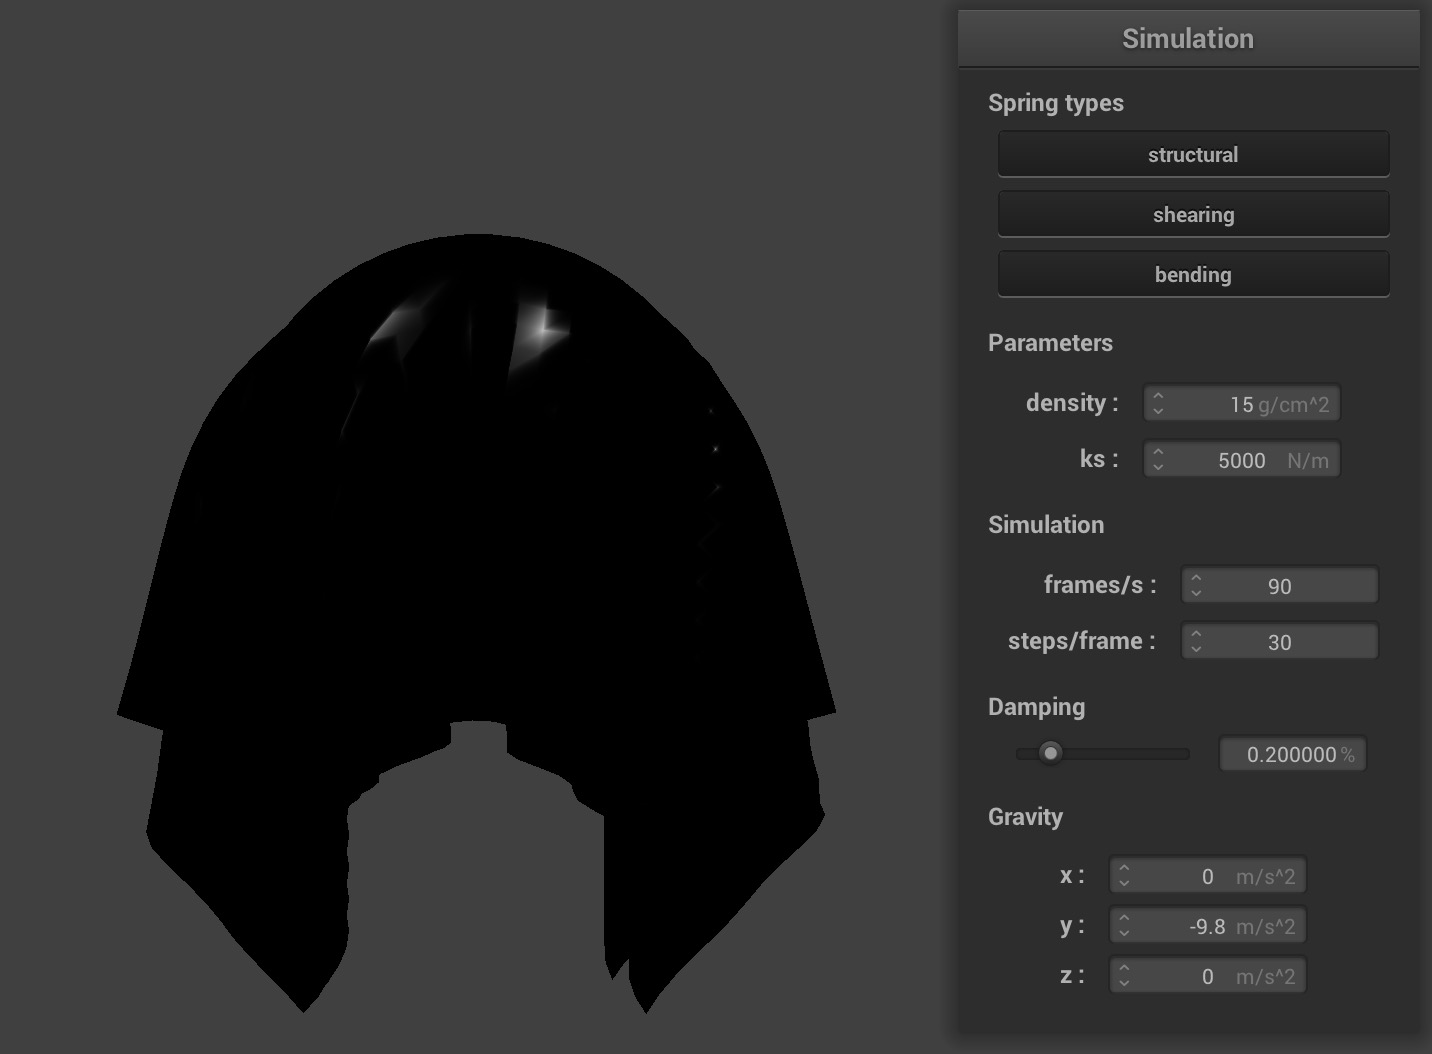 Simulation
Spring types
structural
shearing
bending
Parameters
density : 15 g/cm^2
ks : 5000 N/m
Simulation
frames/s : 90
steps/frame : 30
Damping
0.200000 %
Gravity
x : 0 m/s^2
y : -9.8 m/s^2
z : 0 m/s^2